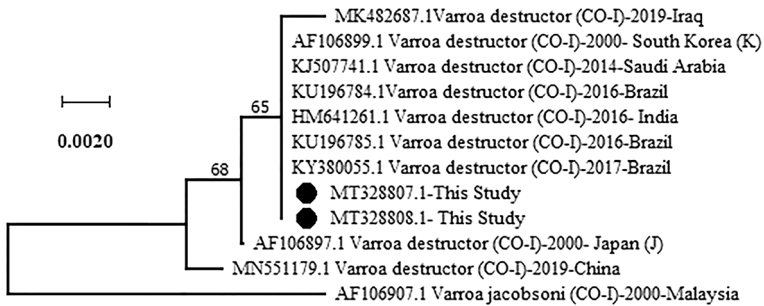 MK482687.1Varroa destructor (CO-I)-2019-Iraq
AF106899.1 Varroa destructor (CO-I)-2000- South Korea (K)
KJ507741.1 Varroa destructor (CO-I)-2014-Saudi Arabia
KU196784.1Varroa destructor (CO-I)-2016-Brazil
65
HM641261.1 Varroa destructor (CO-I)-2016- India
0.0020
KU196785.1 Varroa destructor (CO-I)-2016-Brazil
68
KY380055.1 Varroa destructor (CO-I)-2017-Brazil
MT328807.1-This Study
MT328808.1- This Study
AF106897.1 Varroa destructor (CO-I)-2000- Japan (J)
MN551179.1 Varroa destructor (CO-I)-2019-China
AF106907.1 Varroa jacobsoni (CO-I)-2000-Malaysia